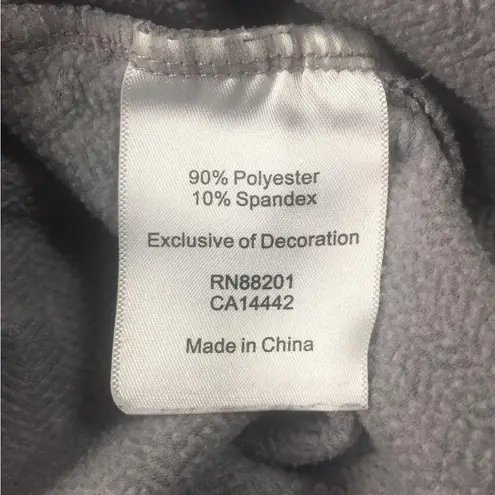 90% Polyester
10% Spandex
Exclusive of Decoration
RN88201
CA14442
Made in China